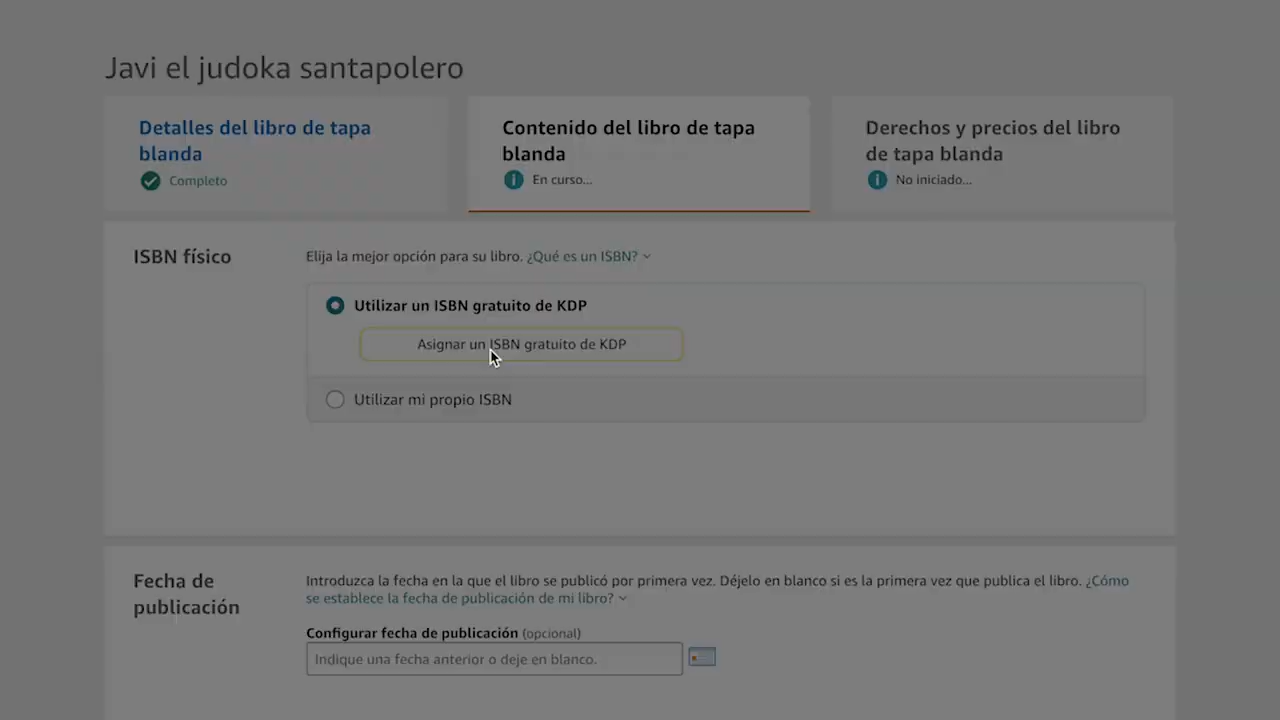 Javi el judoka santapolero
Detalles del libro de tapa
blanda
Completo
Contenido del libro de tapa
blanda
En curso...
Derechos y precios del libro
de tapa blanda
No iniciado...
ISBN físico
Elija la mejor opción para su libro. ¿Qué es un ISBN?
Utilizar un ISBN gratuito de KDP
Asignar un ISBN gratuito de KDP
Utilizar mi propio ISBN
Fecha de
publicación
Introduzca la fecha en la que el libro se publicó por primera vez. Déjelo en blanco si es la primera vez que publica el libro. ¿Cómo
se establece la fecha de publicación de mi libro?
Configurar fecha de publicación (opcional)
Indique una fecha anterior o deje en blanco.